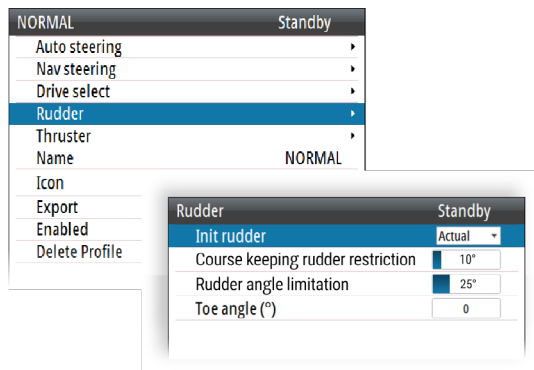 NORMAL Standby
Auto steering
Nav steering
Drive select
Rudder
Thruster
Name NORMAL
Icon
Export
Enabled
Delete Profile
Rudder Standby
Init rudder Actual
Course keeping rudder restriction 10°
Rudder angle limitation 25°
Toe angle (°) 0